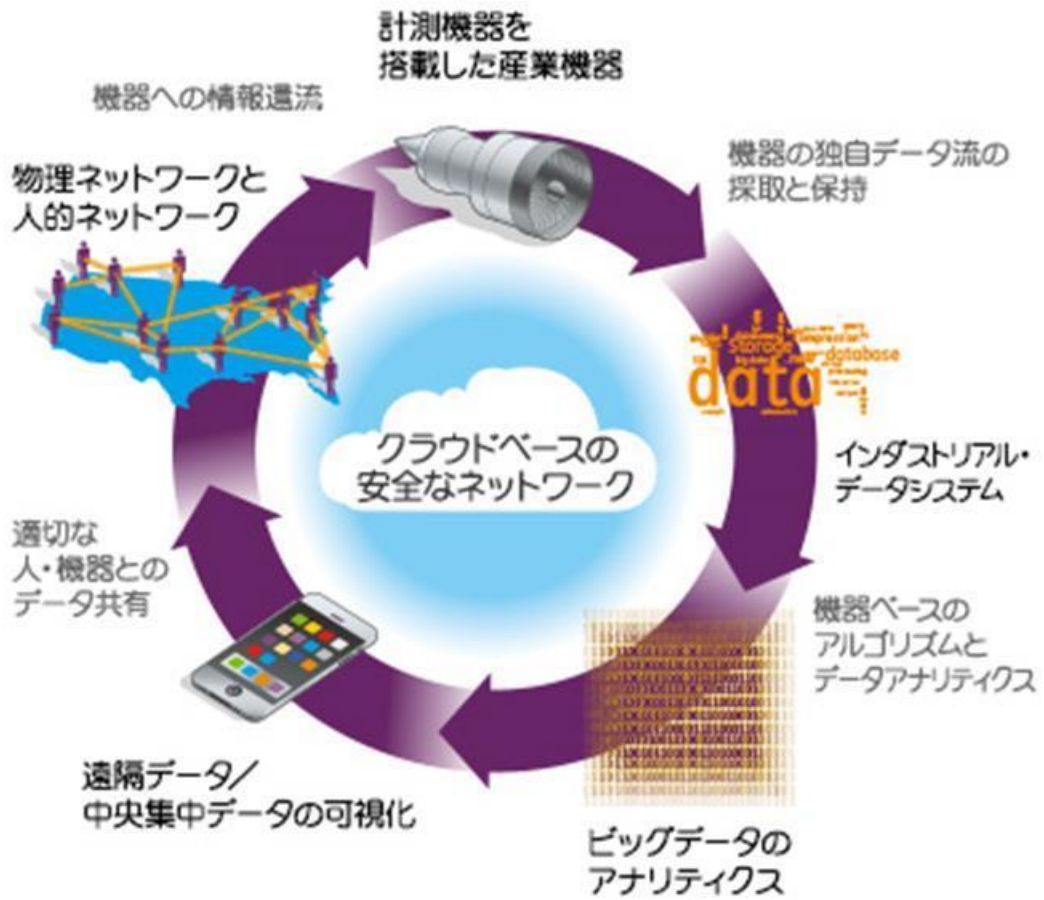 計測機器を
搭載した産業機器
機器への情報還流
機器の独自データ流の
採取と保持
物理ネットワークと
人的ネットワーク
storage
database
data
クラウドベースの
安全なネットワーク
インダストリアル・
データシステム
適切な
人・機器との
データ共有
機器ベースの
アルゴリズムと
データアナリティクス
遠隔データ/
中央集中データの可視化
ビッグデータの
アナリティクス